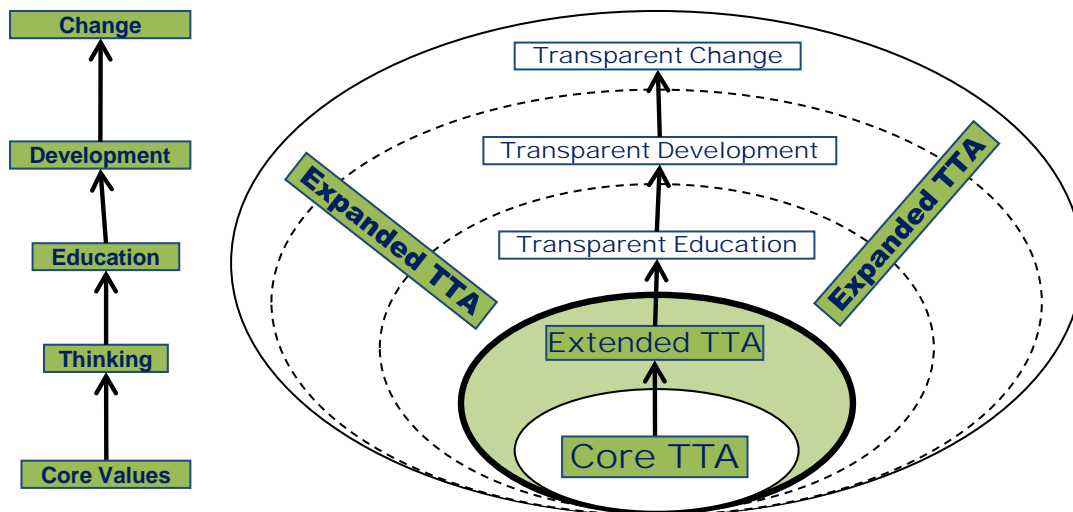 Change
Development
Education
Thinking
Core Values
Transparent Change
Transparent Development
Transparent Education
Expanded TTA
Expanded TTA
Extended TTA
Core TTA